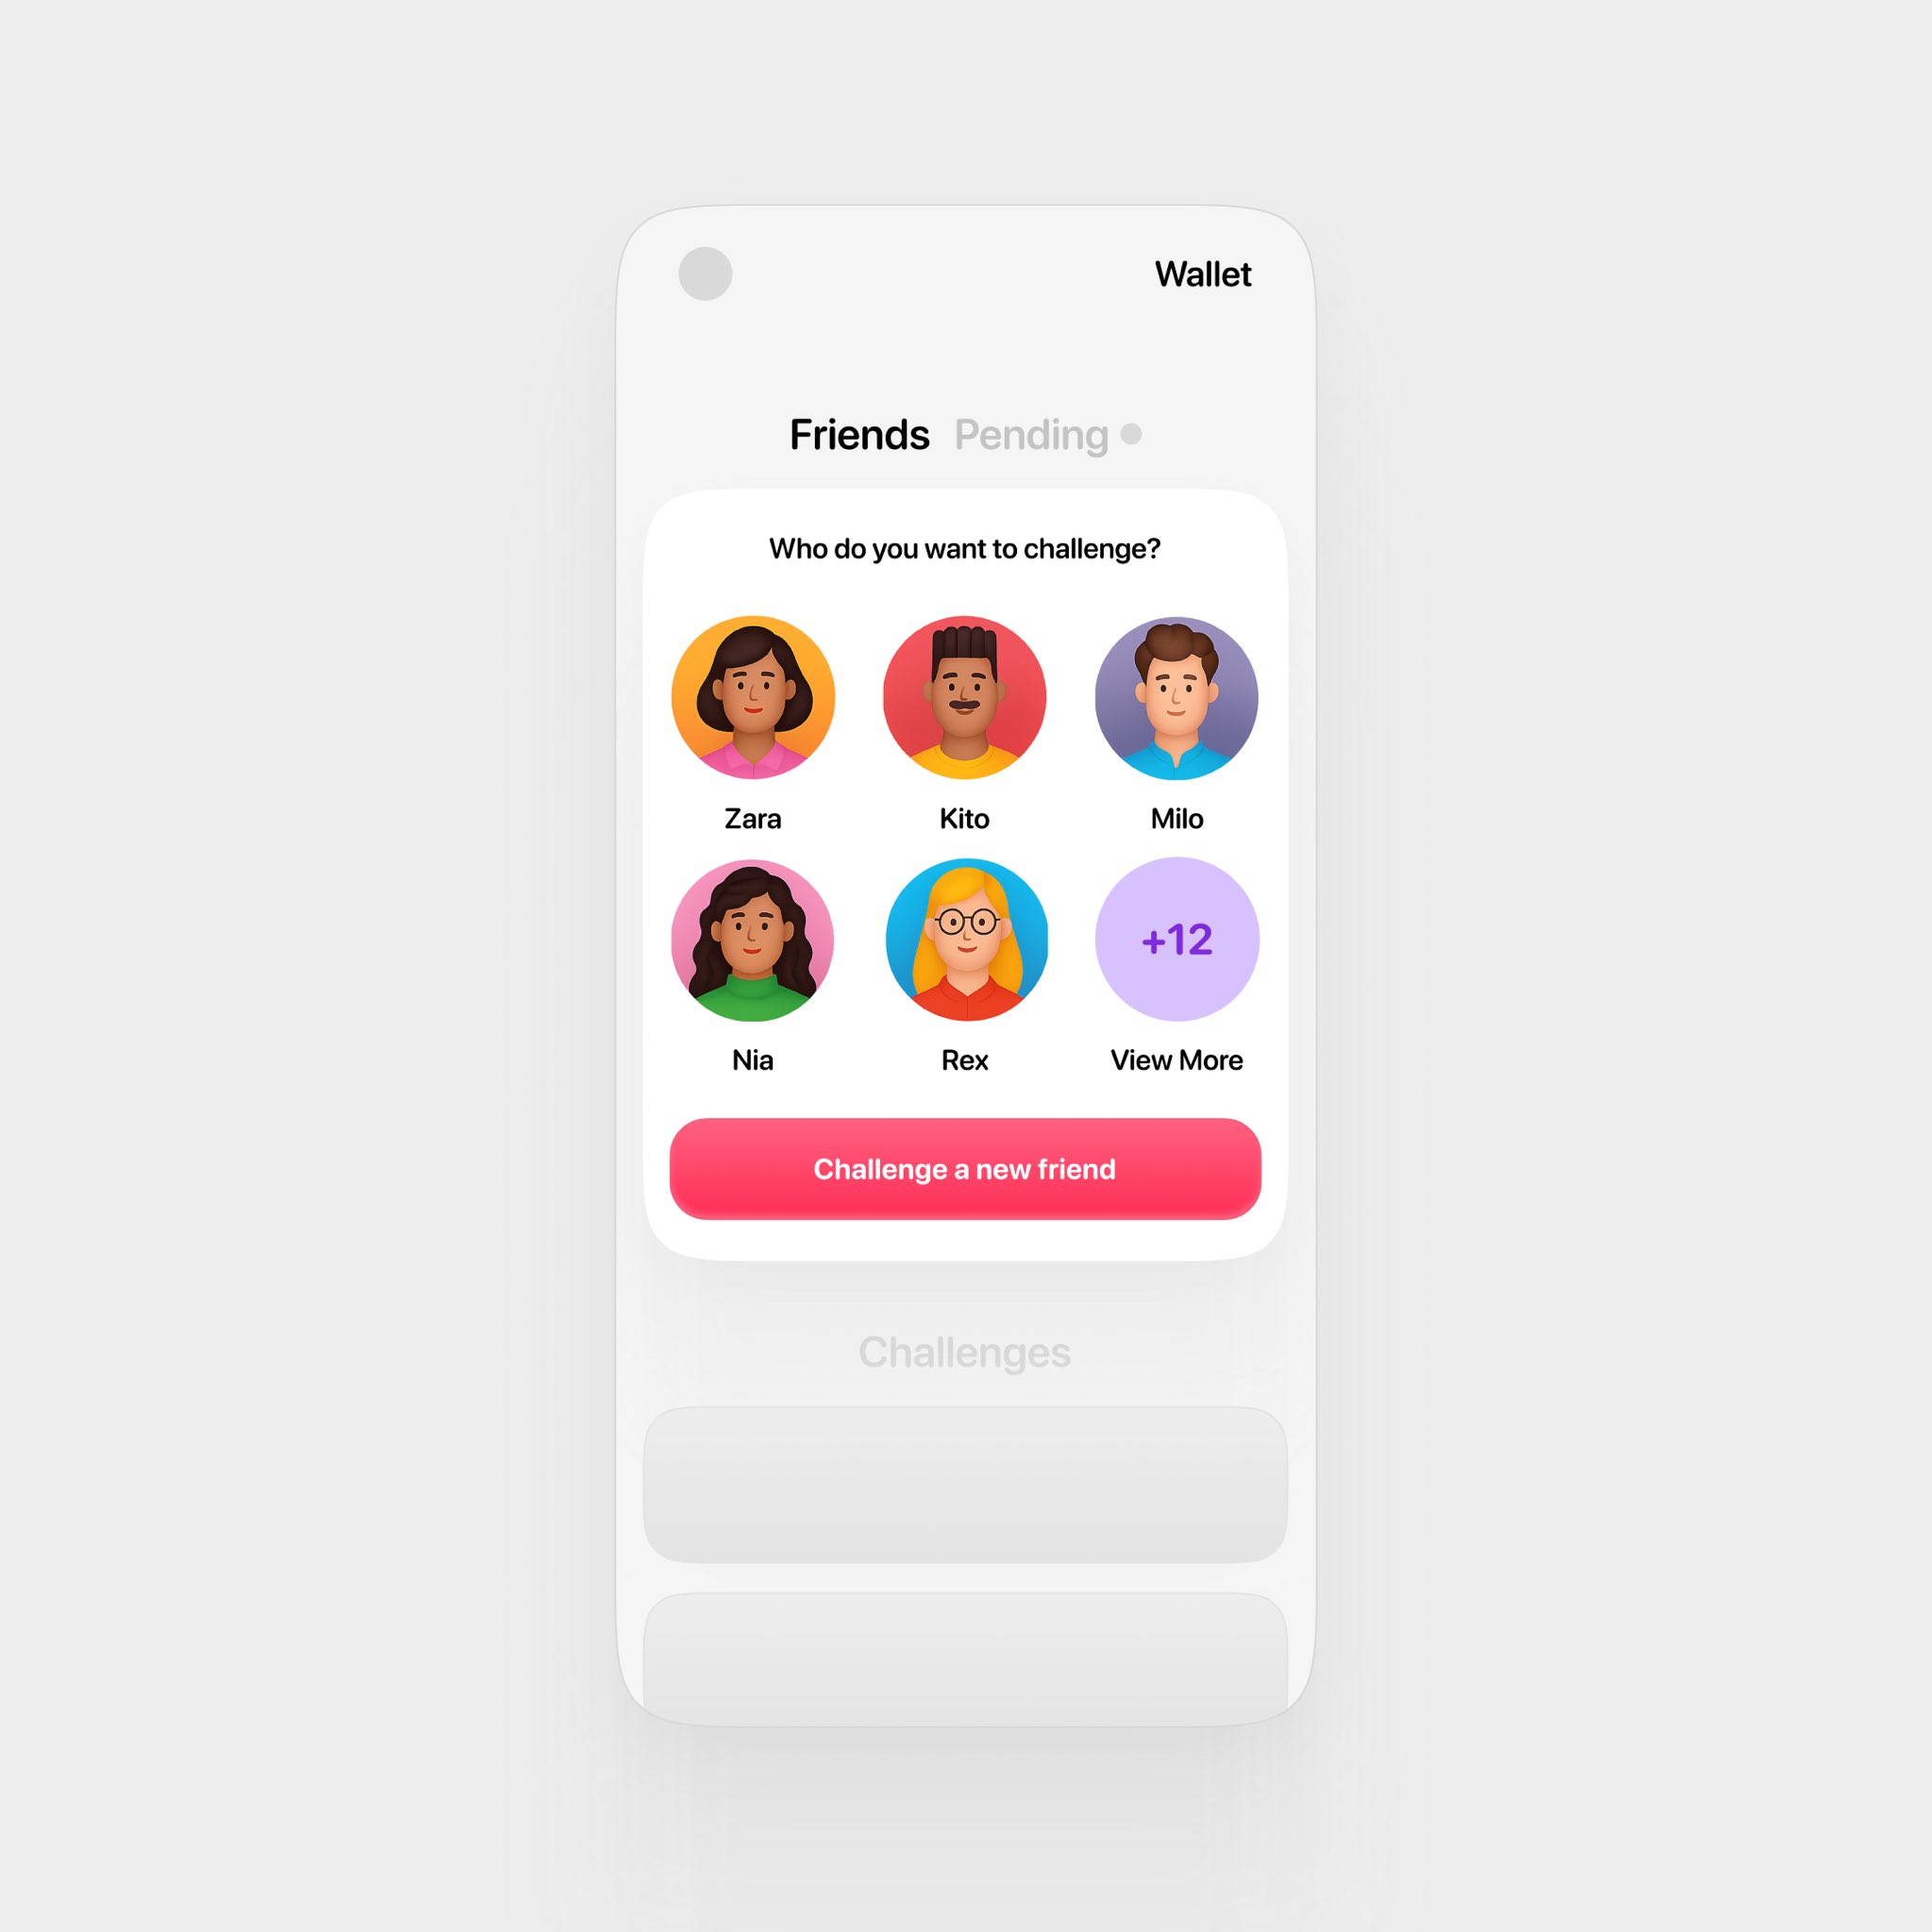 Wallet
Friends Pending
Who do you want to challenge?
Zara Kito Milo
+12
Nia Rex View More
Challenge a new friend
Challenges